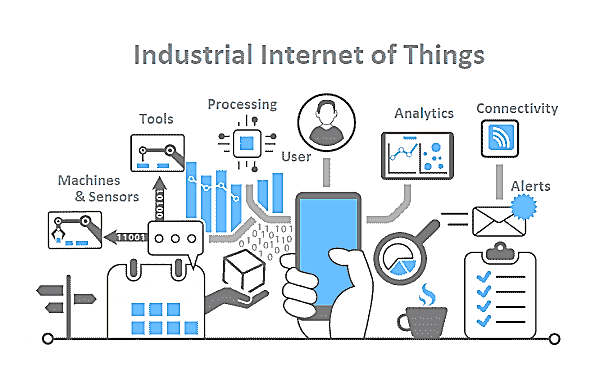 Industrial Internet of Things
Processing
Connectivity
Analytics
Tools
User
Machines
& Sensors
Alerts
11001